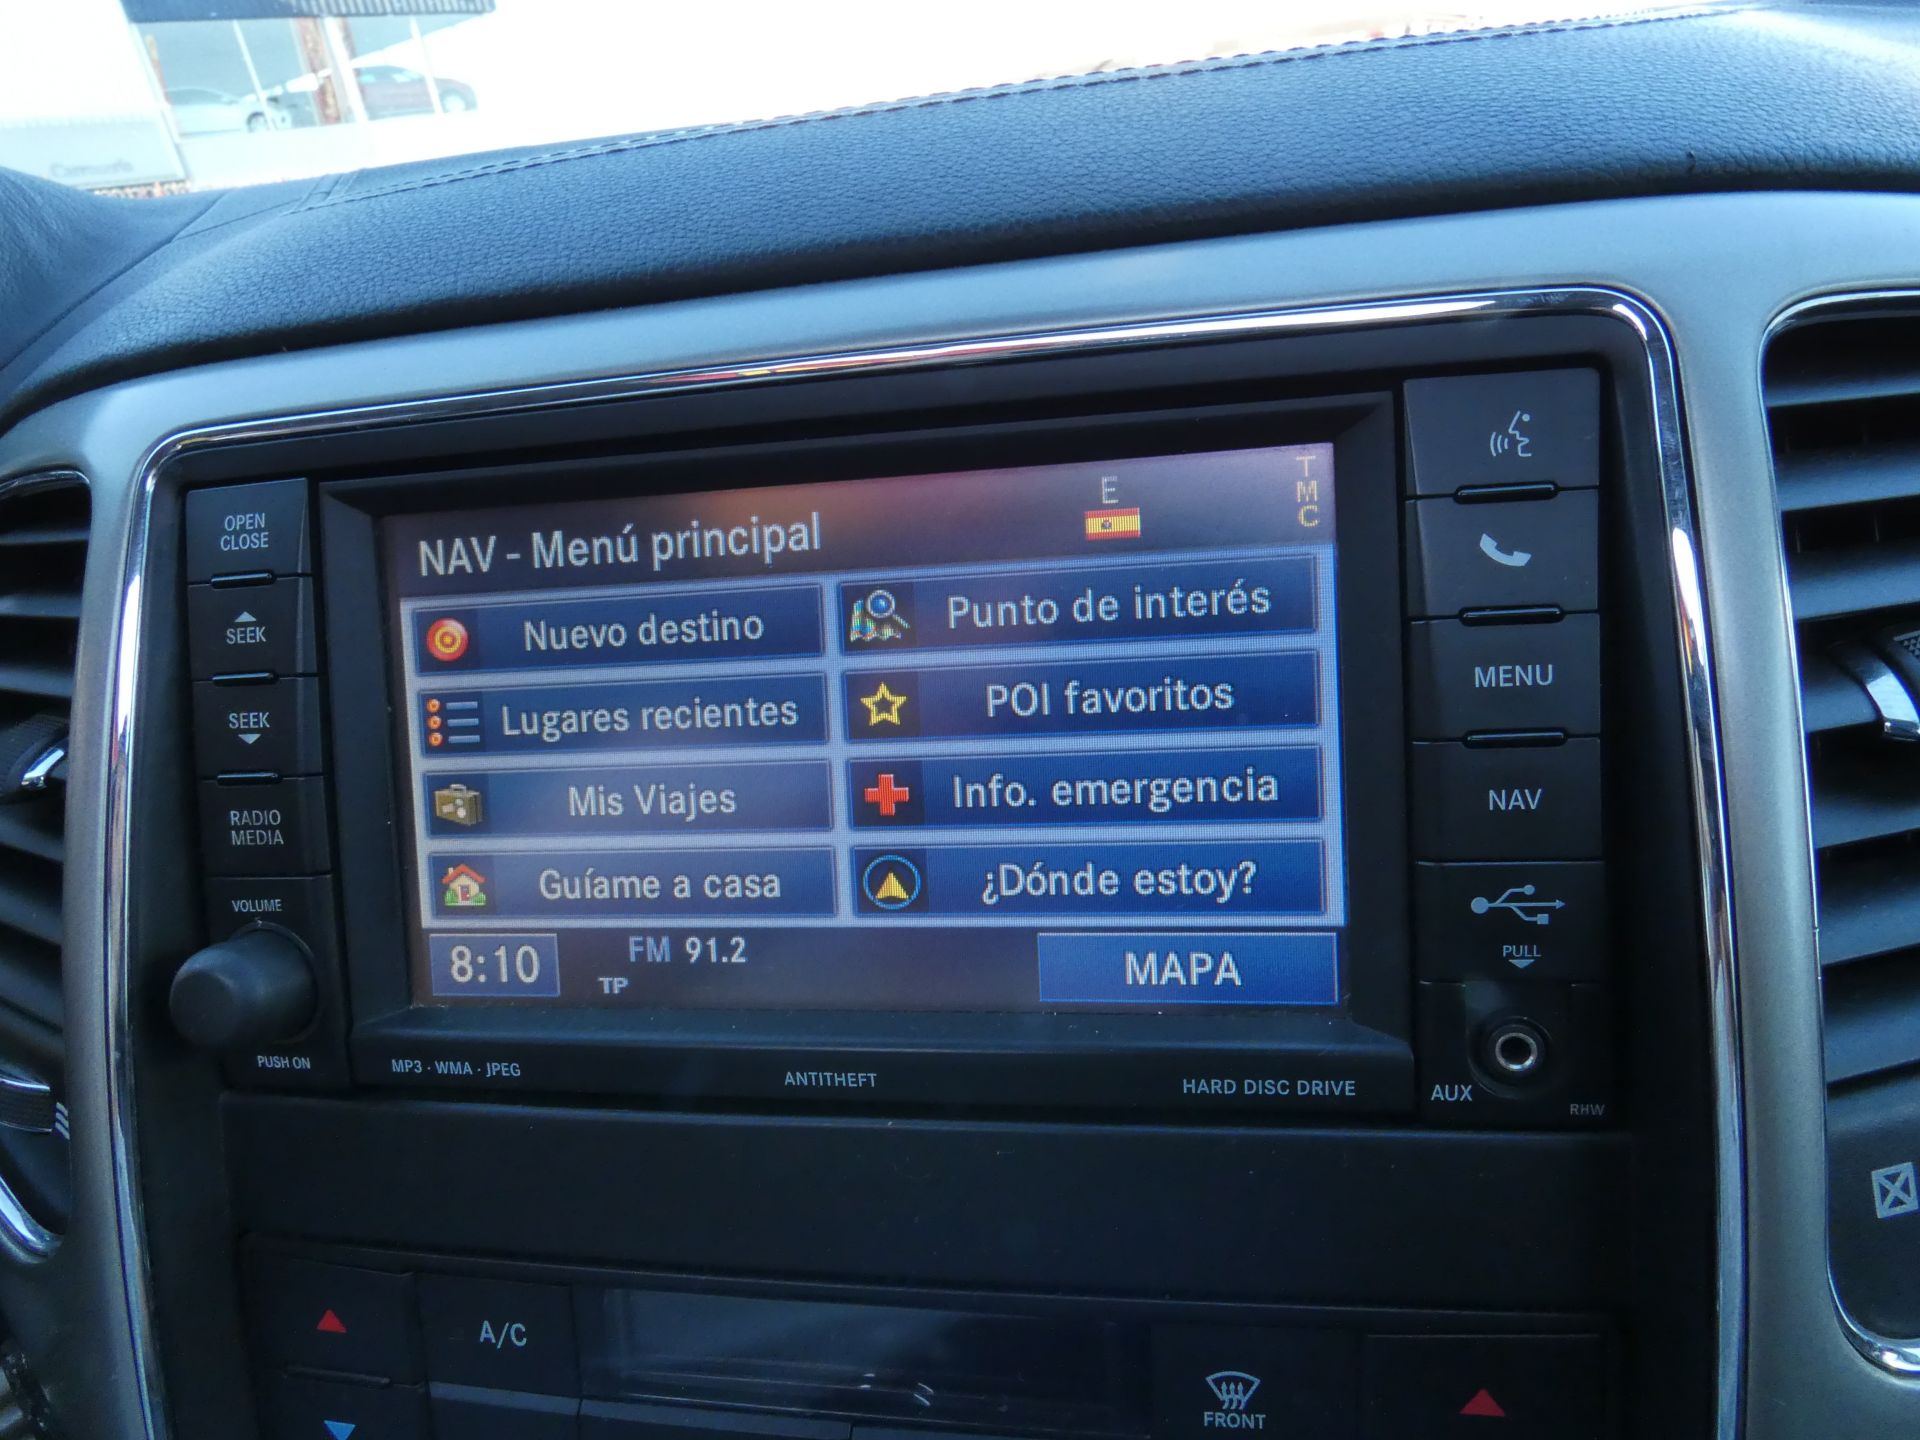 OPEN
CLOSE
SEEK
SEEK
RADIO
MEDIA
VOLUME
PUSH ON
NAV - Menú principal
E
TMC
Nuevo destino
Punto de interés
Lugares recientes
POI favoritos
Mis Viajes
Info. emergencia
Guíame a casa
¿Dónde estoy?
8:10
FM 91.2
TP
MAPA
MENU
NAV
PULL
AUX
RHW
MP3 · WMA · JPEG
ANTITHEFT
HARD DISC DRIVE
A/C
FRONT